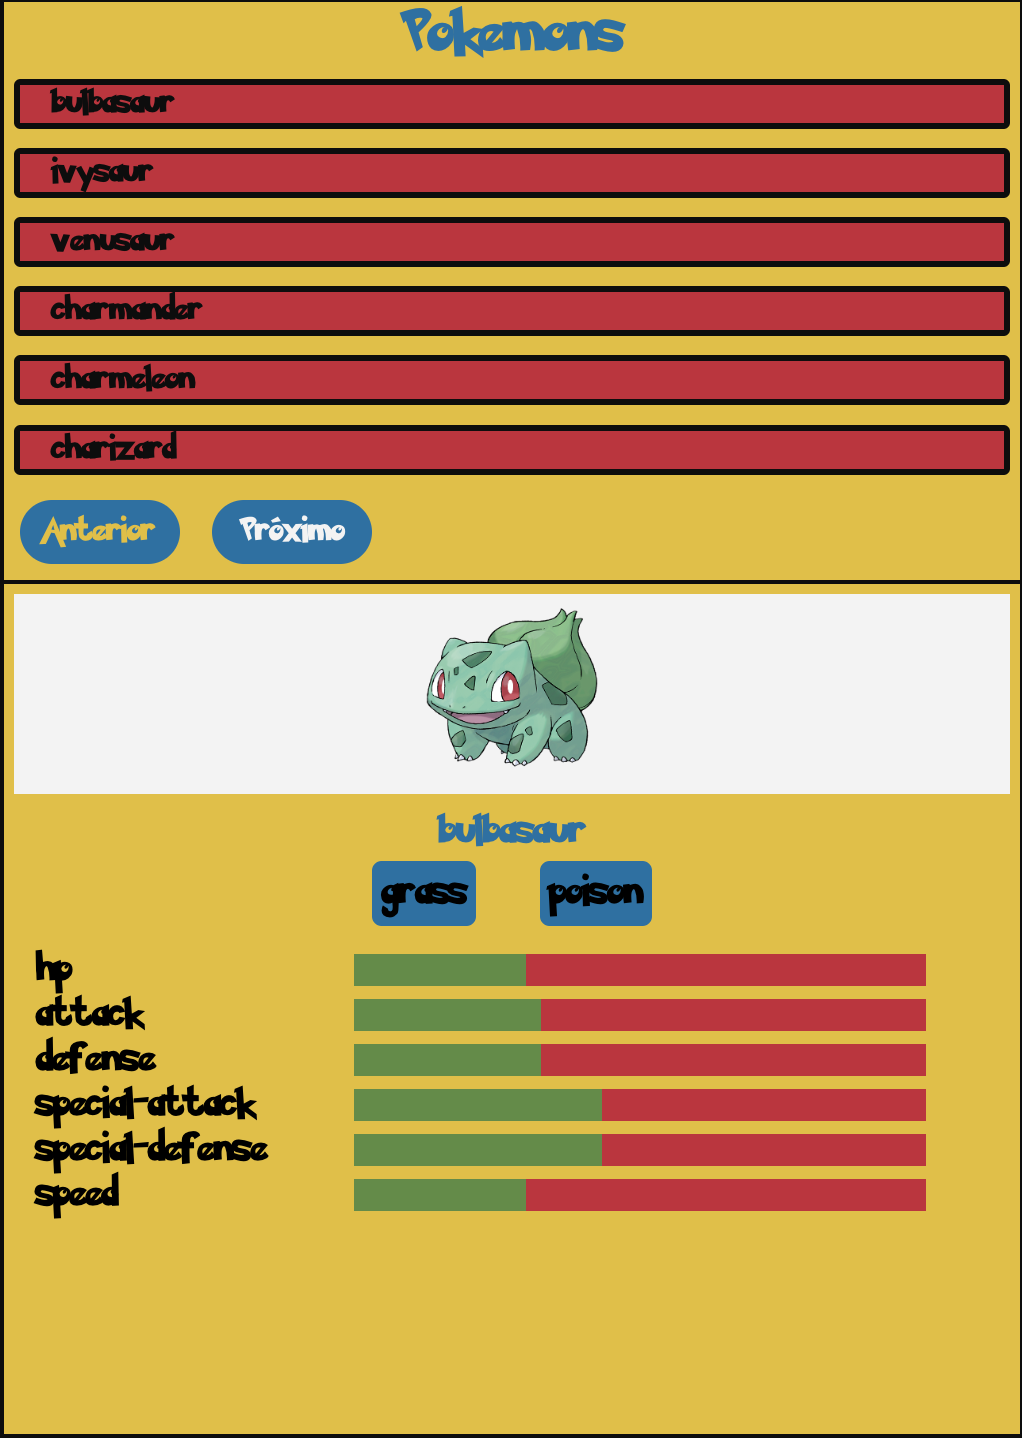 Pokemons
bulbasaur
ivysaur
venusaur
charmander
charmeleon
charizard
Anterior Próximo
bulbasaur
grass poison
hp
attack
defense
special-attack
special-defense
speed